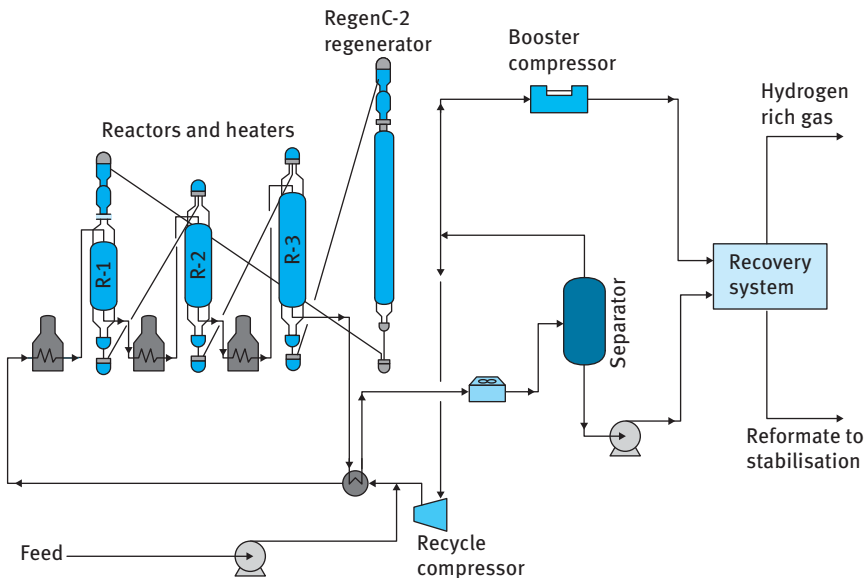 RegenC-2
regenerator
Booster
compressor
Hydrogen
rich gas
Reactors and heaters
R-1
R-2
R-3
Recovery
system
Separator
Reformate to
stabilisation
Feed
Recycle
compressor